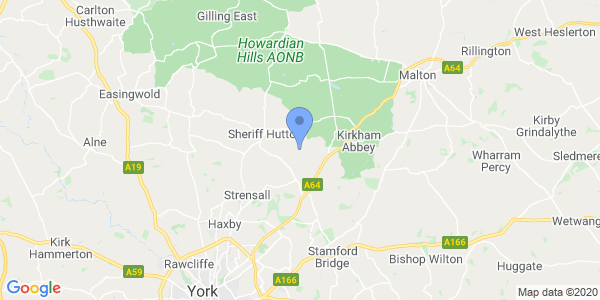 Carlton
Husthwaite
Gilling East
West Heslerton
Howardian
Hills AONB
Rillington
A64
Malton
Easingwold
Kirby
Grindalythe
Sheriff Hutto
Kirkham
Abbey
Alne
Wharram
Percy
Sledmere
A19
A64
Strensall
Haxby
Wetwang
Kirk
Hammerton
A166
Stamford
Bridge
Bishop Wilton
Rawcliffe
A59
A166
Huggate
Google
York
Map data ©2020